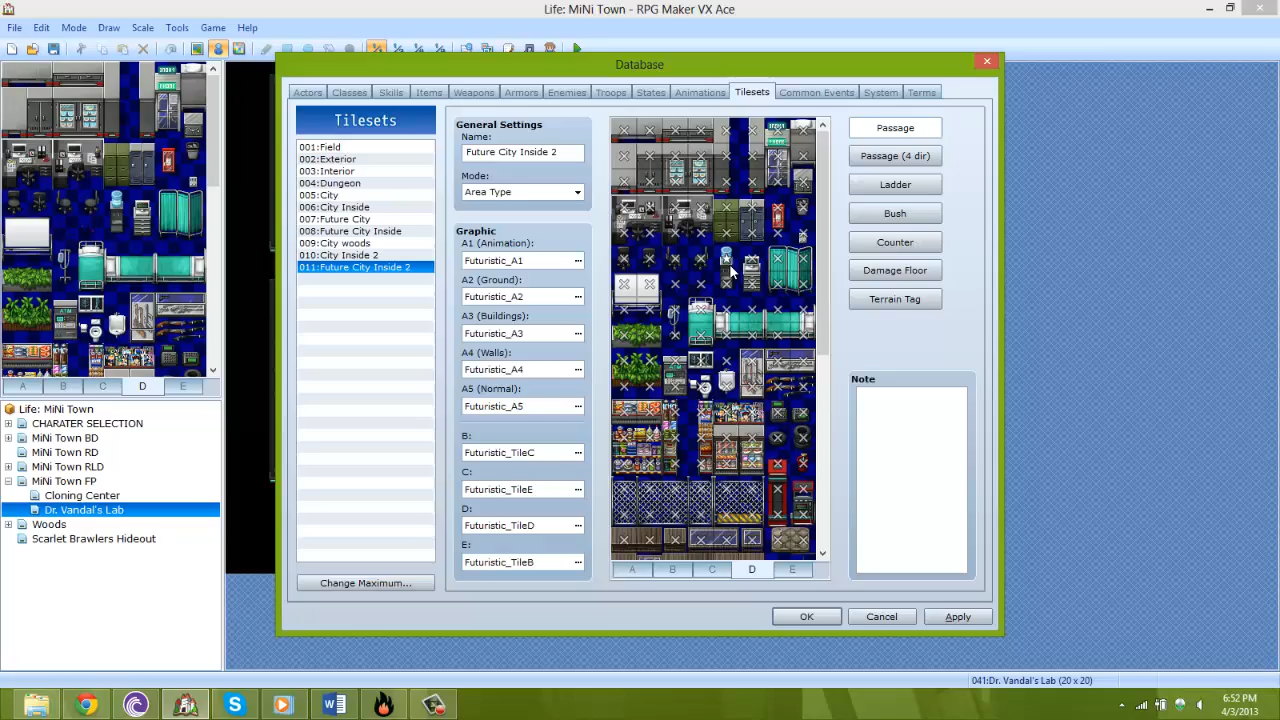 Life: MiNi Town - RPG Maker VX Ace
File Edit Mode Draw Scale Tools Game Help
Database
Actors Classes Skills Items Weapons Armors Enemies Troops States Animations Tilesets Common Events System Terms
Tilesets
001:Field
002:Exterior
003:Interior
004:Dungeon
005:City
006:City Inside
007:Future City
008:Future City Inside
009:City woods
010:City Inside 2
011:Future City Inside 2
Change Maximum...
General Settings
Name:
Future City Inside 2
Mode:
Area Type
Graphic
A1 (Animation):
Futuristic_A1
A2 (Ground):
Futuristic_A2
A3 (Buildings):
Futuristic_A3
A4 (Walls):
Futuristic_A4
A5 (Normal):
Futuristic_A5
B:
Futuristic_TileC
C:
Futuristic_TileE
D:
Futuristic_TileD
E:
Futuristic_TileB
A B C D E
Passage
Passage (4 dir)
Ladder
Bush
Counter
Damage Floor
Terrain Tag
Note
OK Cancel Apply
A B C D E
Life: MiNi Town
CHARATER SELECTION
MiNi Town BD
MiNi Town RD
MiNi Town RLD
MiNi Town FP
Cloning Center
Dr. Vandal's Lab
Woods
Scarlet Brawlers Hideout
041:Dr. Vandal's Lab (20 x 20)
6:52 PM
4/3/2013